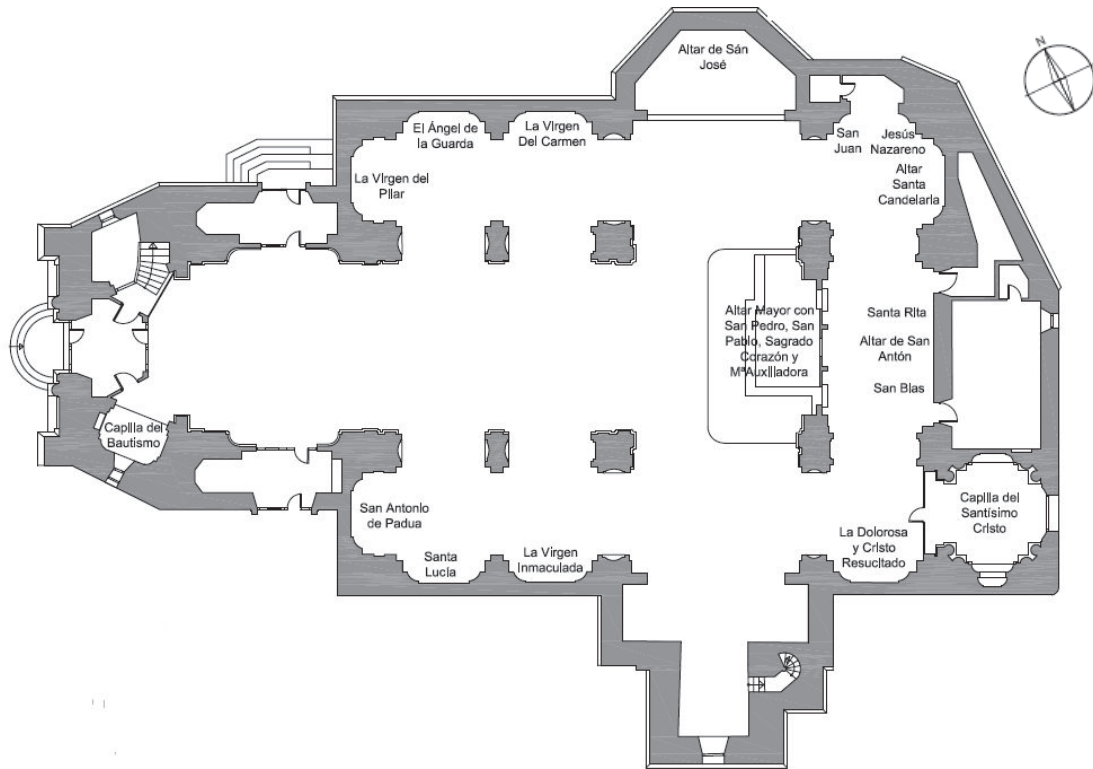 N
Altar de Sán
José
El Ángel de
la Guarda
La Virgen
Del Carmen
San
Juan
Jesús
Nazareno
La Virgen del
Pilar
Altar
Santa
Candelarla
Altar Mayor con
San Pedro, San
Pablo, Sagrado
Corazón y
MªAuxIlladora
Santa RIta
Altar de San
Antón
San Blas
CapIlla del
Bautismo
San AntonIo
de Padua
Santa
Lucía
La VIrgen
Inmaculada
La Dolorosa
y CrIsto
ResucItado
CapIlla del
Santísimo
CrIsto